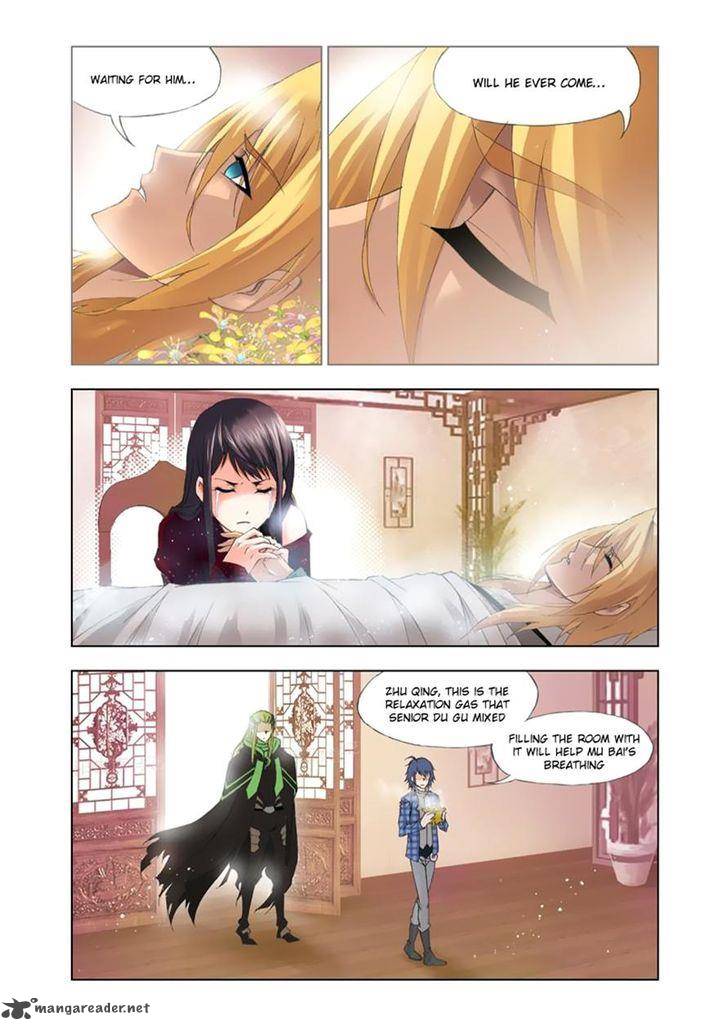 WAITING FOR HIM...
WILL HE EVER COME...
ZHU QING, THIS IS THE
RELAXATION GAS THAT
SENIOR DU GU MIXED
FILLING THE ROOM WITH
IT WILL HELP MU BAI'S
BREATHING
mangareader.net